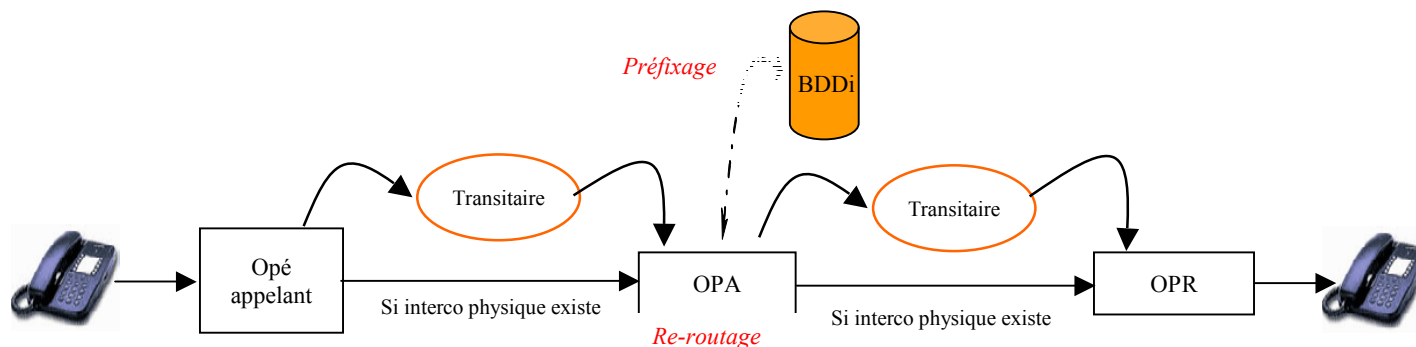 Préfixage
BDDi
Transitaire
Transitaire
Opé
appelant
OPA
OPR
Si interco physique existe
Si interco physique existe
Re-routage